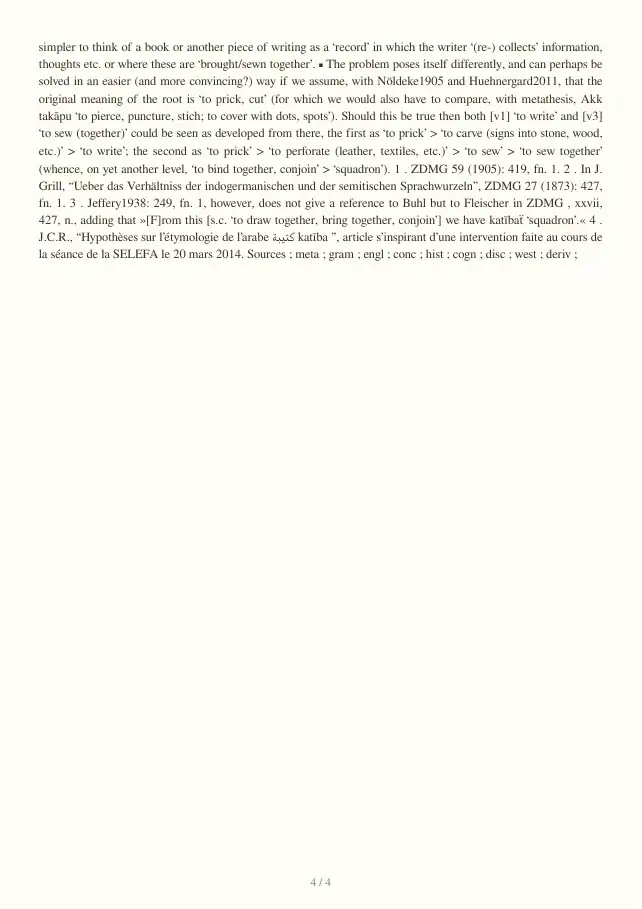 simpler to think of a book or another piece of writing as a ‘record’ in which the writer ‘(re-) collects’ information,
thoughts etc. or where these are ‘brought/sewn together’. ▪ The problem poses itself differently, and can perhaps be
solved in an easier (and more convincing?) way if we assume, with Nöldeke1905 and Huehnergard2011, that the
original meaning of the root is ‘to prick, cut’ (for which we would also have to compare, with metathesis, Akk
takāpu ‘to pierce, puncture, stich; to cover with dots, spots’). Should this be true then both [v1] ‘to write’ and [v3]
‘to sew (together)’ could be seen as developed from there, the first as ‘to prick’ > ‘to carve (signs into stone, wood,
etc.)’ > ‘to write’; the second as ‘to prick’ > ‘to perforate (leather, textiles, etc.)’ > ‘to sew’ > ‘to sew together’
(whence, on yet another level, ‘to bind together, conjoin’ > ‘squadron’). 1 . ZDMG 59 (1905): 419, fn. 1. 2 . In J.
Grill, “Ueber das Verhältniss der indogermanischen und der semitischen Sprachwurzeln”, ZDMG 27 (1873): 427,
fn. 1. 3 . Jeffery1938: 249, fn. 1, however, does not give a reference to Buhl but to Fleischer in ZDMG , xxvii,
427, n., adding that »[F]rom this [s.c. ‘to draw together, bring together, conjoin’] we have katībaẗ ‘squadron’.« 4 .
J.C.R., “Hypothèses sur l’étymologie de l’arabe كتيبة katība ”, article s’inspirant d’une intervention faite au cours de
la séance de la SELEFA le 20 mars 2014. Sources ; meta ; gram ; engl ; conc ; hist ; cogn ; disc ; west ; deriv ;
4 / 4